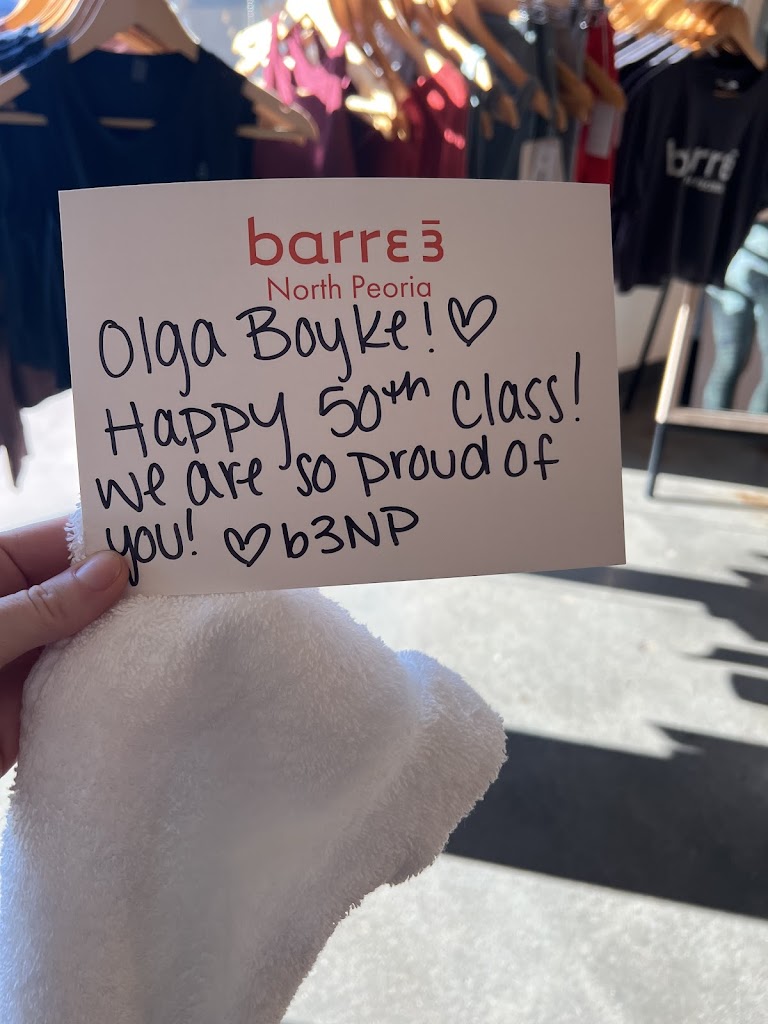 barre3
North Peoria
Olga Boyke! ♡
Happy 50th class!
we are so proud of
you! ♡ b3NP